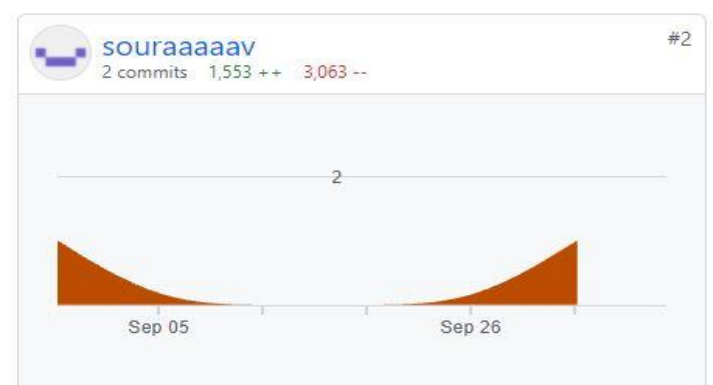 souraaaaav
#2
2 commits 1,553 ++ 3,063 --
2
Sep 05 Sep 26